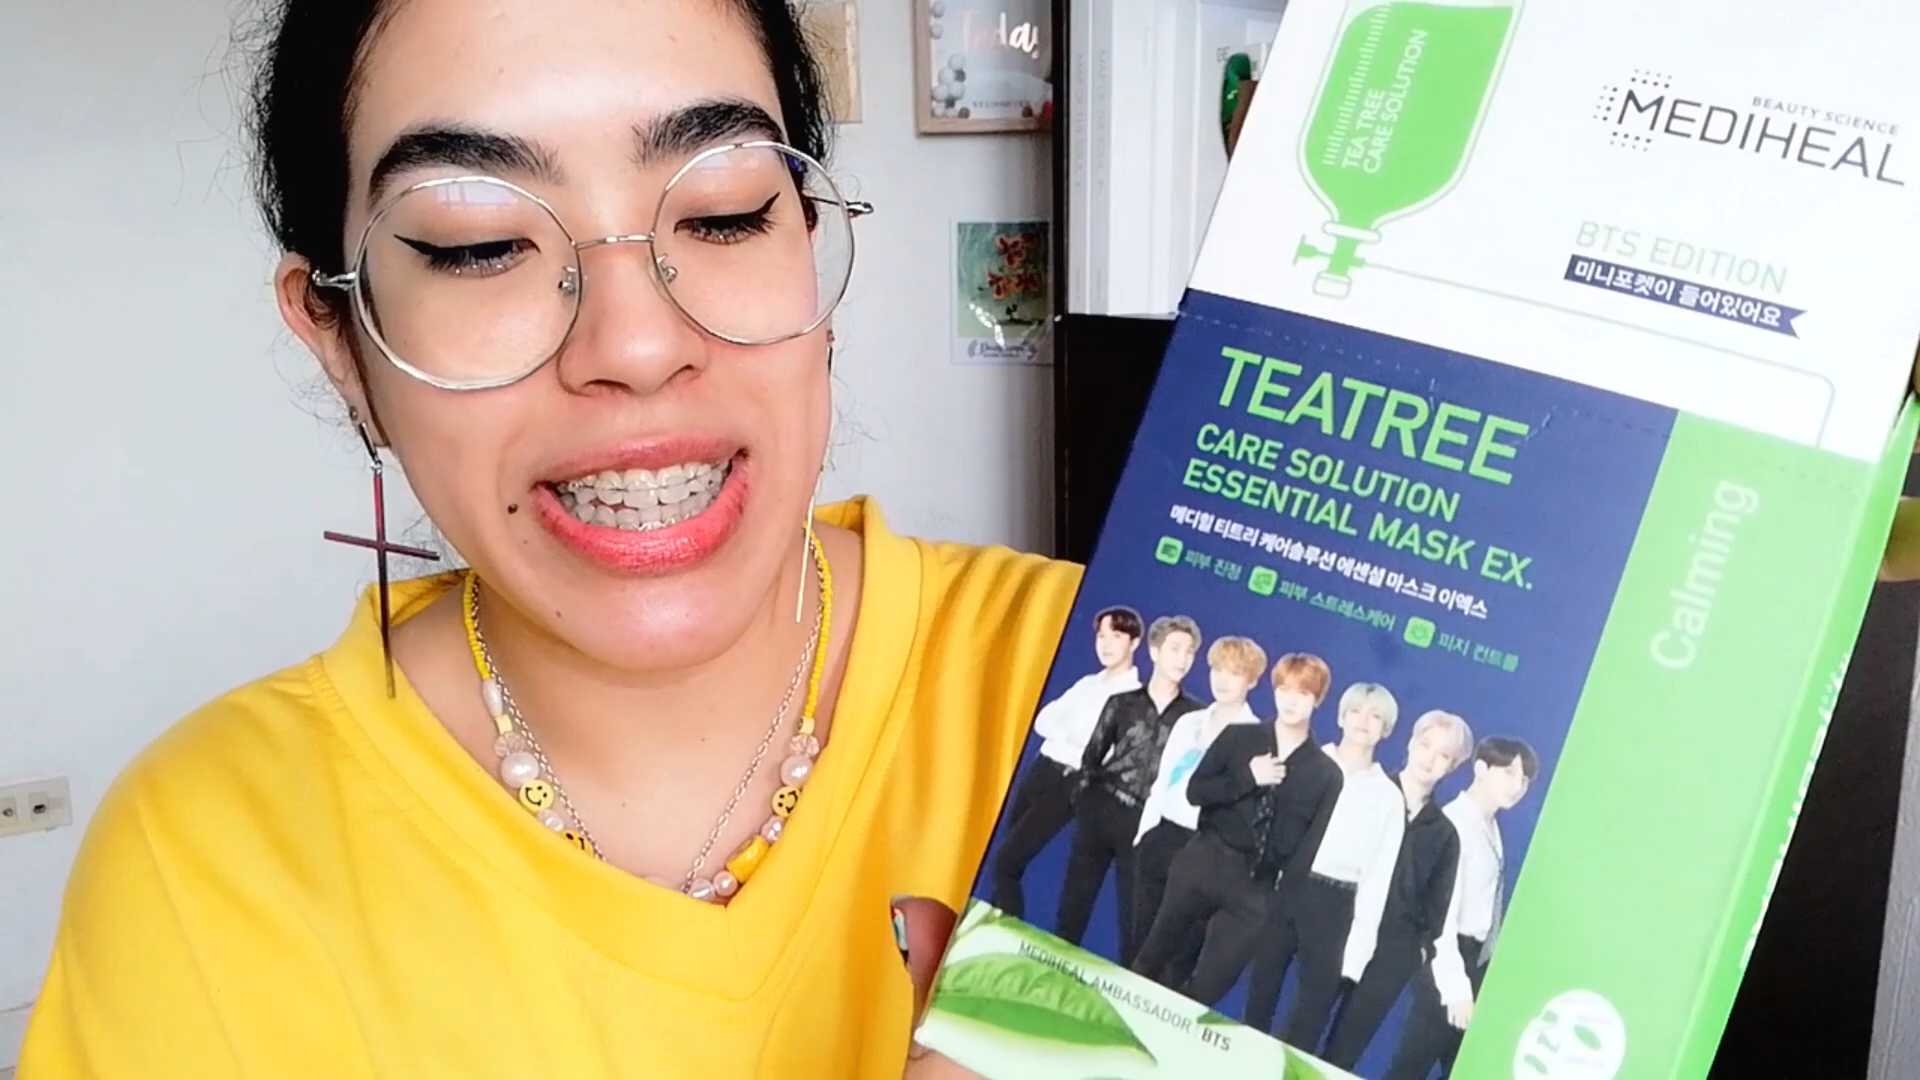 Today
TEA TREE
CARE SOLUTION
BEAUTY SCIENCE
MEDIHEAL
BTS EDITION
미니포켓이 들어있어요
TEATREE
CARE SOLUTION
ESSENTIAL MASK EX.
메디힐 티트리 케어솔루션 에센셜 마스크 이엑스
피부 진정 피부 스트레스케어 피지 컨트롤
Calming
MEDIHEAL AMBASSADOR BTS